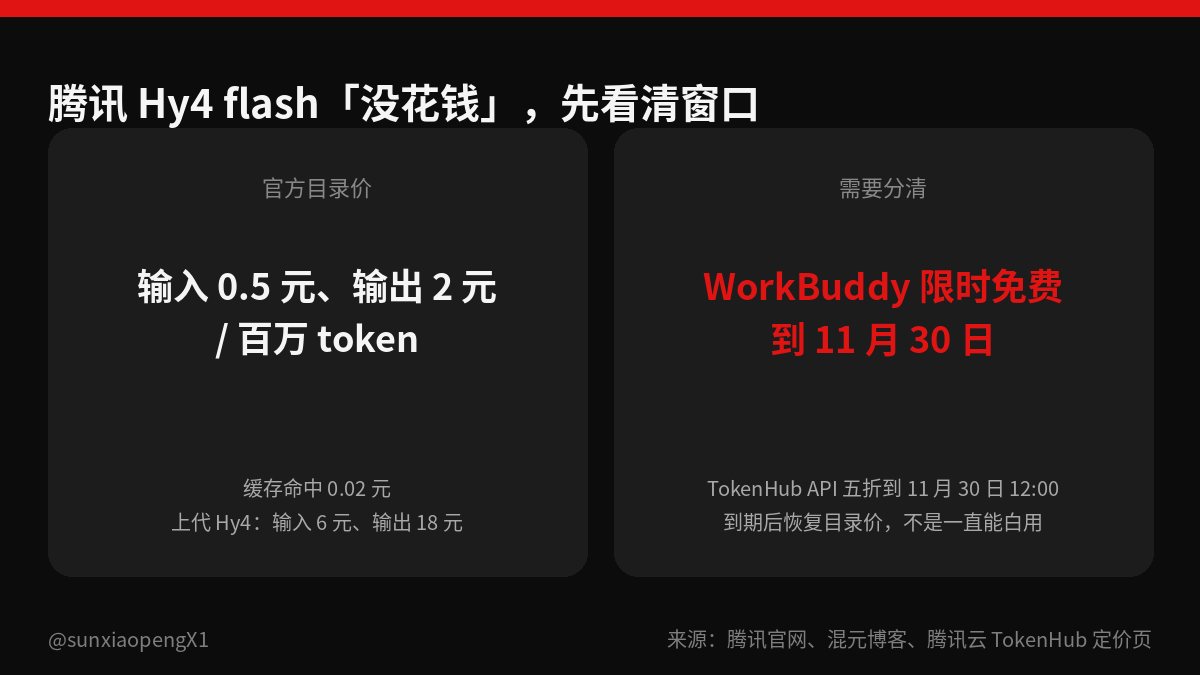 腾讯 Hy4 flash「没花钱」，先看清窗口
官方目录价
输入 0.5 元、输出 2 元
/ 百万 token
缓存命中 0.02 元
上代 Hy4：输入 6 元、输出 18 元
需要分清
WorkBuddy 限时免费
到 11 月 30 日
TokenHub API 五折到 11 月 30 日 12:00
到期后恢复目录价，不是一直能白用
@sunxiaopengX1
来源：腾讯官网、混元博客、腾讯云 TokenHub 定价页